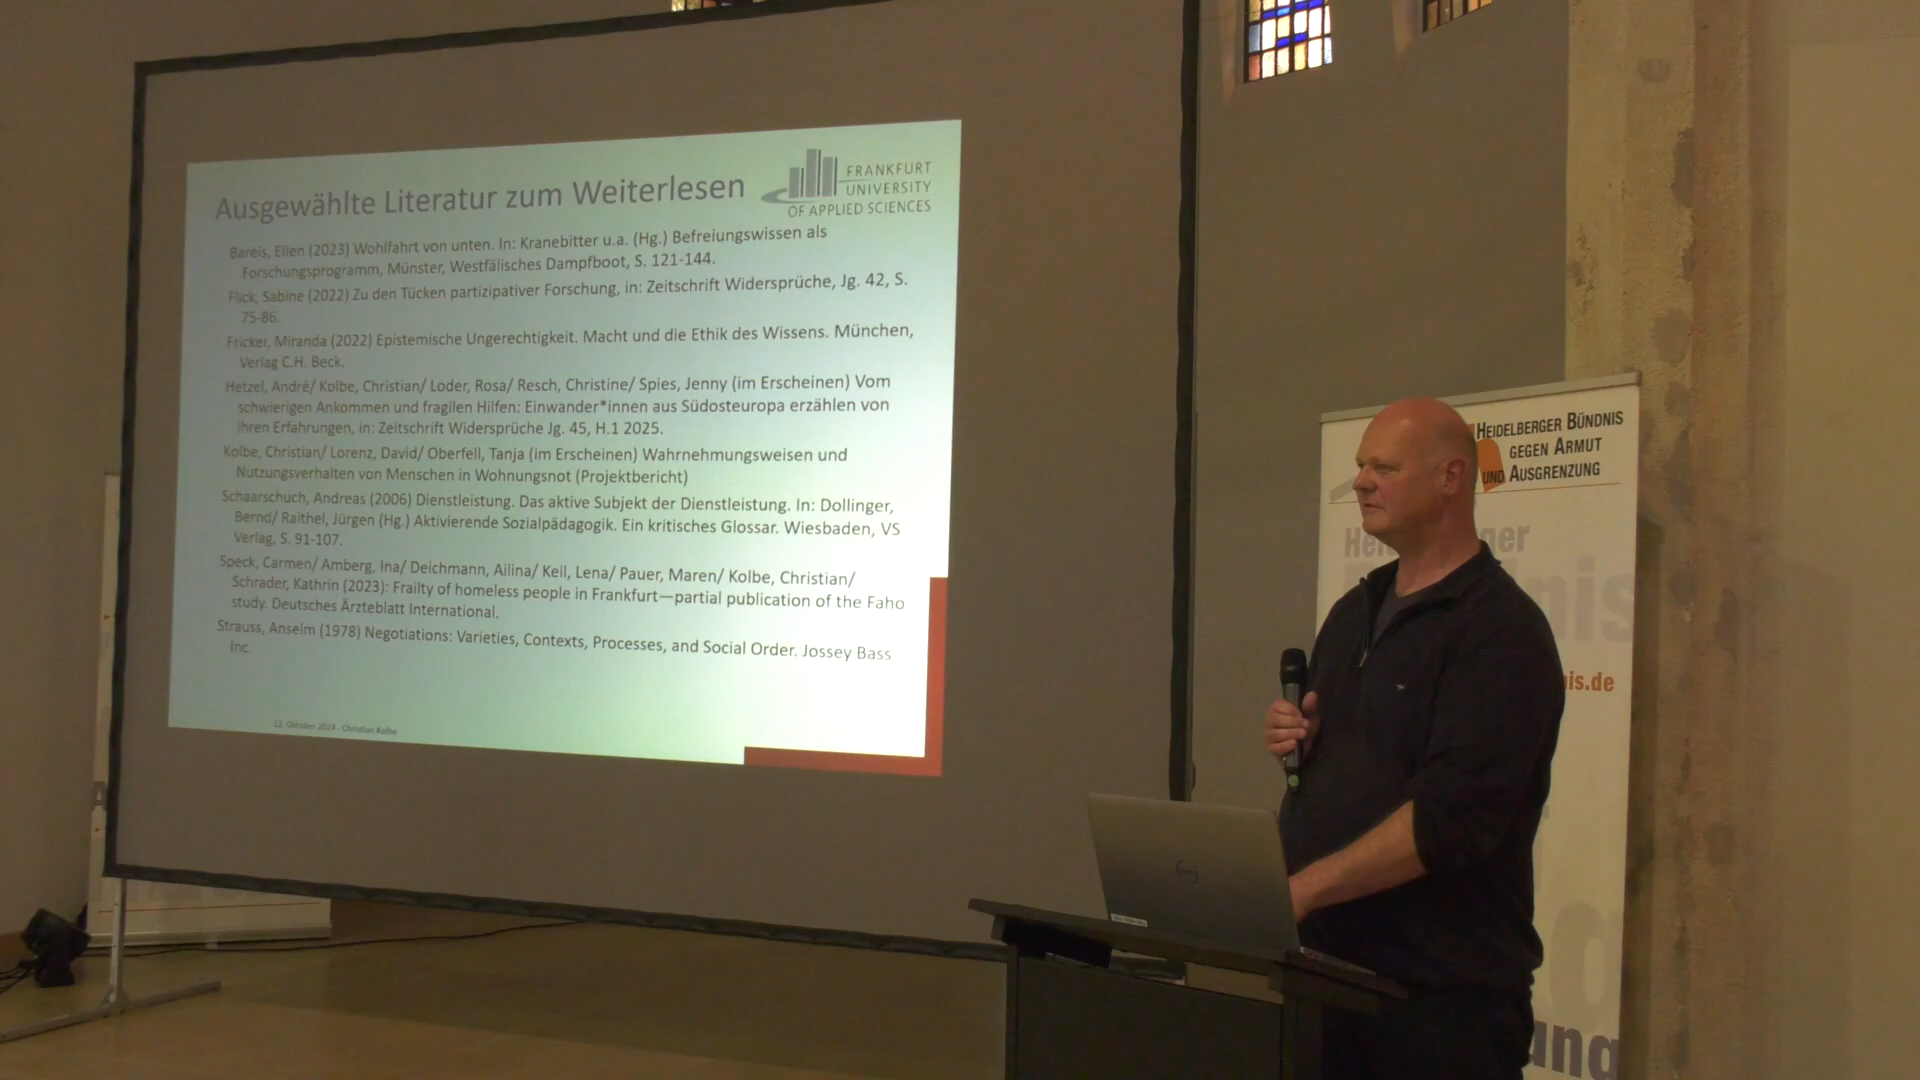 Ausgewählte Literatur zum Weiterlesen
FRANKFURT
UNIVERSITY
OF APPLIED SCIENCES
Bareis, Ellen (2023) Wohlfahrt von unten. In: Kranebitter u.a. (Hg.) Befreiungswissen als
Forschungsprogramm, Münster, Westfälisches Dampfboot, S. 121-144.
Flick, Sabine (2022) Zu den Tücken partizipativer Forschung, in: Zeitschrift Widersprüche, Jg. 42, S.
75-86.
Fricker, Miranda (2022) Epistemische Ungerechtigkeit. Macht und die Ethik des Wissens. München,
Verlag C.H. Beck.
Hetzel, André/ Kolbe, Christian/ Loder, Rosa/ Resch, Christine/ Spies, Jenny (im Erscheinen) Vom
schwierigen Ankommen und fragilen Hilfen: Einwander*innen aus Südosteuropa erzählen von
ihren Erfahrungen, in: Zeitschrift Widersprüche Jg. 45, H.1 2025.
Kolbe, Christian/ Lorenz, David/ Oberfell, Tanja (im Erscheinen) Wahrnehmungsweisen und
Nutzungsverhalten von Menschen in Wohnungsnot (Projektbericht)
Schaarschuch, Andreas (2006) Dienstleistung. Das aktive Subjekt der Dienstleistung. In: Dollinger,
Bernd/ Raithel, Jürgen (Hg.) Aktivierende Sozialpädagogik. Ein kritisches Glossar. Wiesbaden, VS
Verlag, S. 91-107.
Speck, Carmen/ Amberg, Ina/ Deichmann, Ailina/ Keil, Lena/ Pauer, Maren/ Kolbe, Christian/
Schrader, Kathrin (2023): Frailty of homeless people in Frankfurt—partial publication of the Faho
study. Deutsches Ärzteblatt International.
Strauss, Anselm (1978) Negotiations: Varieties, Contexts, Processes, and Social Order. Jossey Bass
Inc.
12. Oktober 2024 - Christian Kolbe
HEIDELBERGER BÜNDNIS
GEGEN ARMUT
UND AUSGRENZUNG
nis.de
DELL